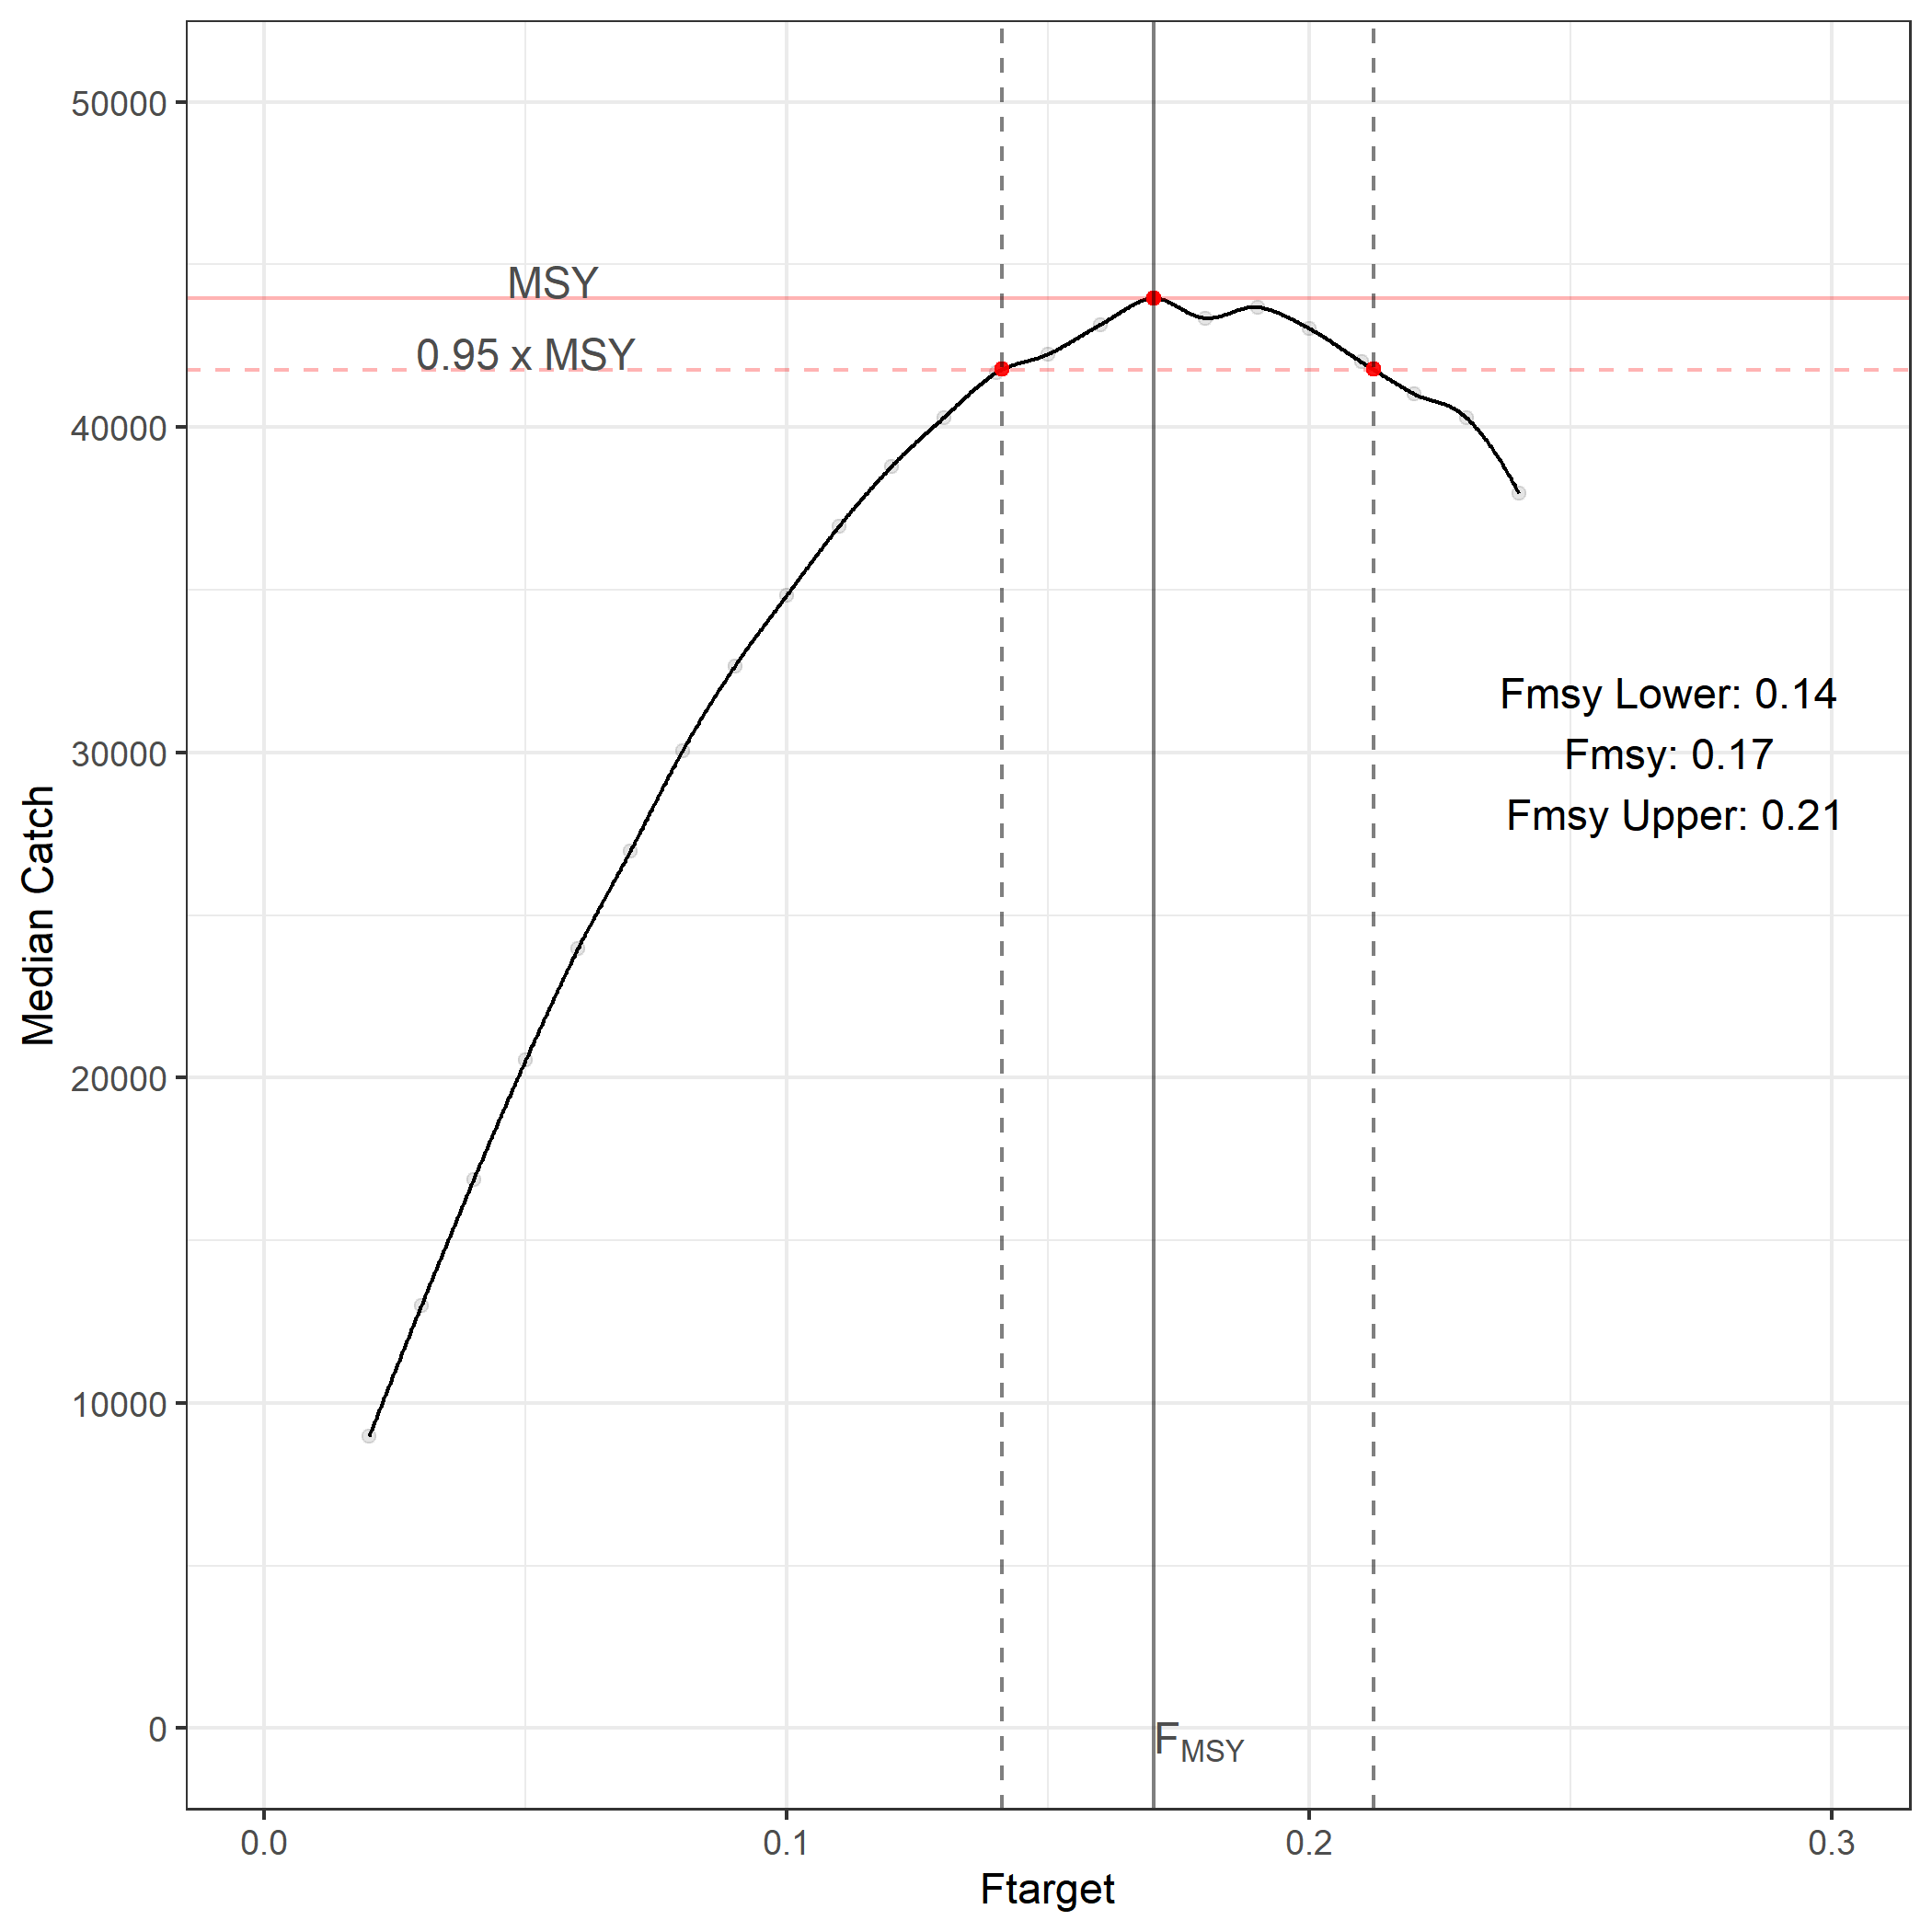 50000
MSY
0.95 x MSY
40000
Fmsy Lower: 0.14
30000
Fmsy: 0.17
Fmsy Upper: 0.21
Median Catch
20000
10000
0
FMSY
0.0
0.1
0.2
0.3
Ftarget